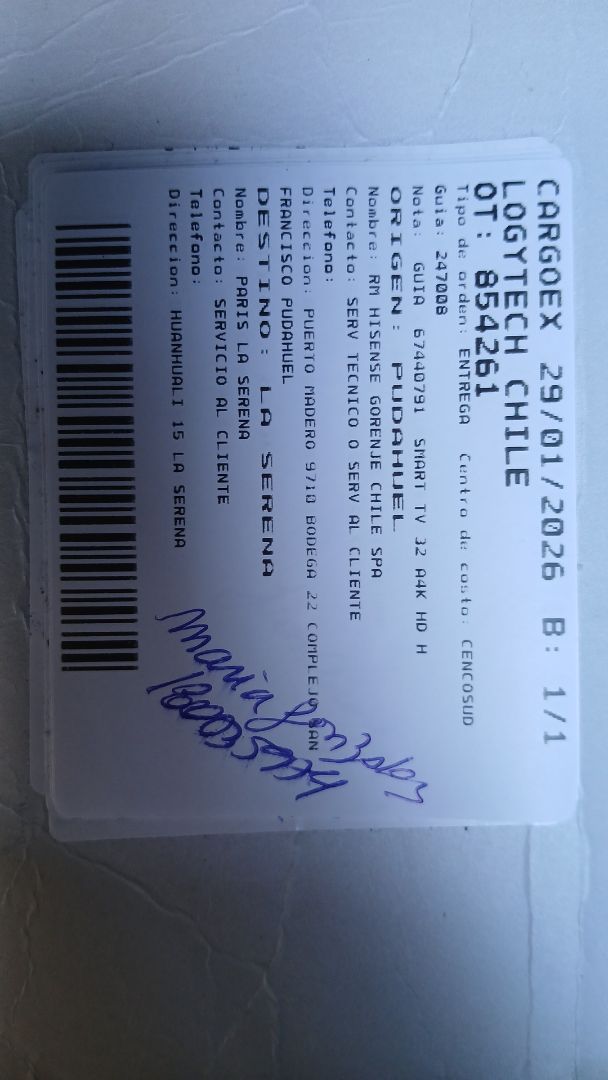 CARGOEX 29/01/2026 B: 1/1
LOGYTECH CHILE
OT: 854261
Tipo de orden: ENTREGA Centro de costo: CENCOSUD
Guia: 247008
Nota: GUIA 67440791 SMART TV 32 A4K HD H
ORIGEN: PUDAHUEL
Nombre: RM HISENSE GORENJE CHILE SPA
Contacto: SERV TECNICO O SERV AL CLIENTE
Telefono:
Direccion: PUERTO MADERO 9710 BODEGA 22 COMPLEJO SAN
FRANCISCO PUDAHUEL
DESTINO: LA SERENA
Nombre: PARIS LA SERENA
Contacto: SERVICIO AL CLIENTE
Telefono:
Direccion: HUANHUALI 15 LA SERENA
Maria